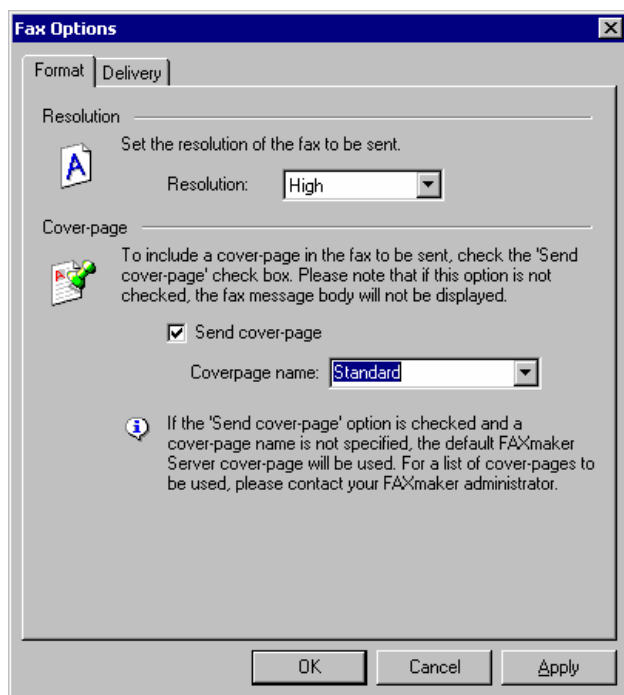 Fax Options
Format Delivery
Resolution
Set the resolution of the fax to be sent.
Resolution: High
Cover-page
To include a cover-page in the fax to be sent, check the 'Send
cover-page' check box. Please note that if this option is not
checked, the fax message body will not be displayed.
Send cover-page
Coverpage name: Standard
If the 'Send cover-page' option is checked and a
cover-page name is not specified, the default FAXmaker
Server cover-page will be used. For a list of cover-pages to
be used, please contact your FAXmaker administrator.
OK Cancel Apply